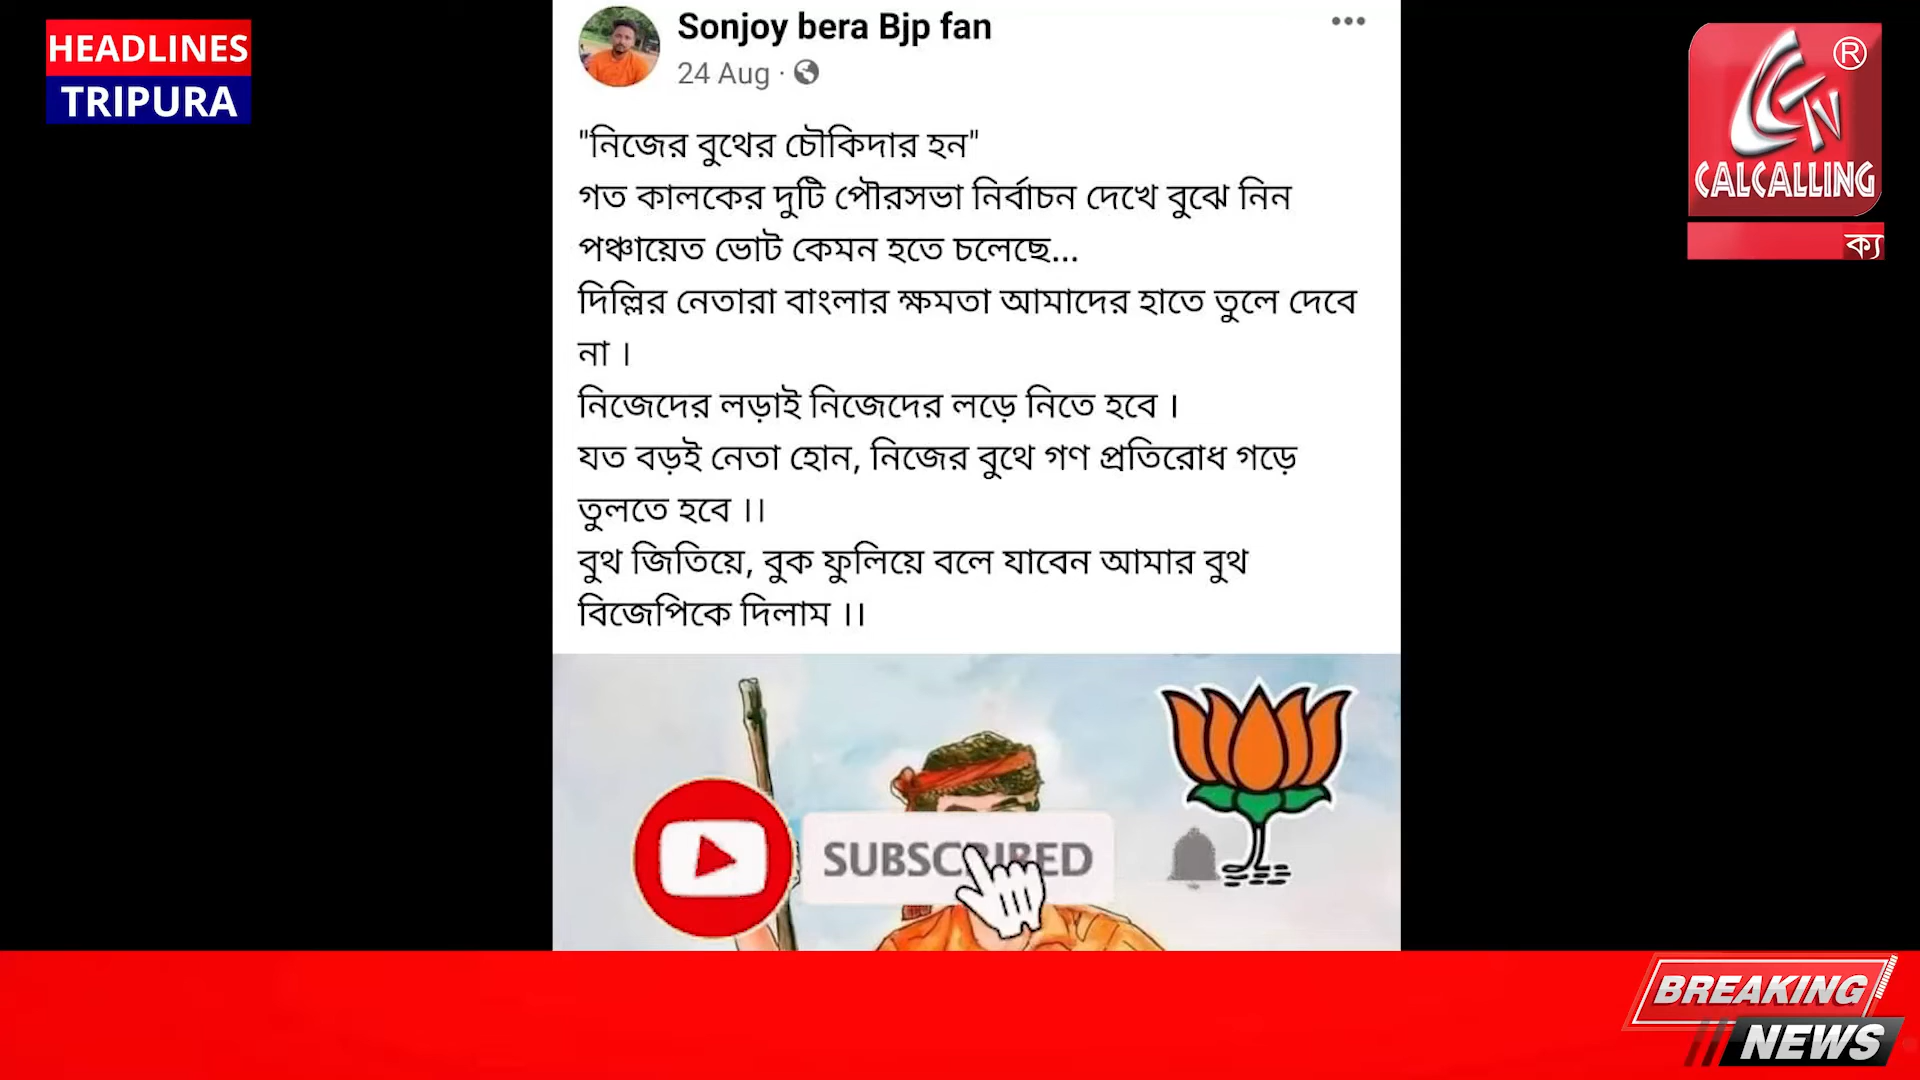 HEADLINES
TRIPURA
Sonjoy bera Bjp fan
24 Aug ·
"নিজের বুথের চৌকিদার হন"
গত কালকের দুটি পৌরসভা নির্বাচন দেখে বুঝে নিন
পঞ্চায়েত ভোট কেমন হতে চলেছে...
দিল্লির নেতারা বাংলার ক্ষমতা আমাদের হাতে তুলে দেবে
না ।
নিজেদের লড়াই নিজেদের লড়ে নিতে হবে ।
যত বড়ই নেতা হোন, নিজের বুথে গণ প্রতিরোধ গড়ে
তুলতে হবে ।।
বুথ জিতিয়ে, বুক ফুলিয়ে বলে যাবেন আমার বুথ
বিজেপিকে দিলাম ।।
SUBSCRIBED
CTV ®
CALCALLING
ক্য
BREAKING
NEWS